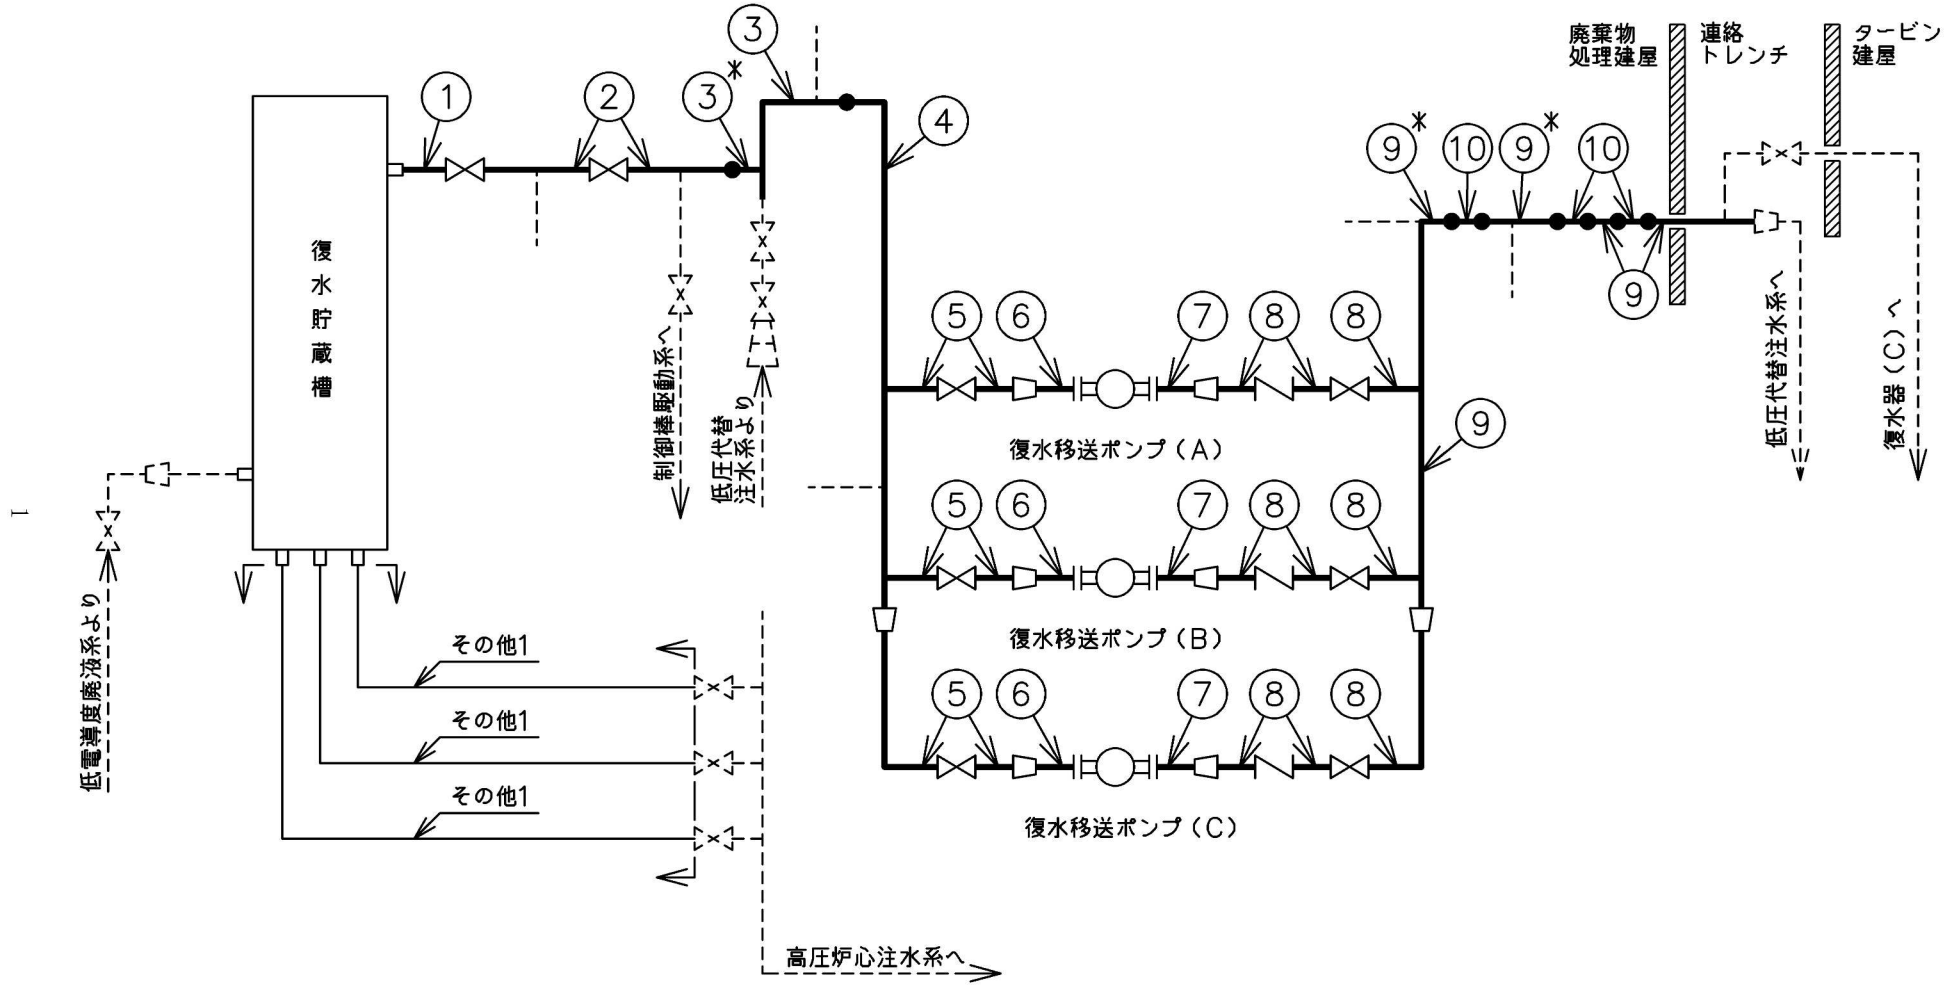 ③
廃棄物
処理建屋
連絡
トレンチ
タービン
建屋
①
②
③*
④
⑨*
⑩
⑨*
⑩
復水貯蔵槽
⑨
⑤
⑥
⑦
⑧
⑧
制御棒駆動系へ
低圧代替
注水系より
低圧代替注水系へ
復水器(C)へ
復水移送ポンプ(A)
⑨
⑤
⑥
⑦
⑧
⑧
1
復水移送ポンプ(B)
低電導度廃液系より
その他1
⑤
⑥
⑦
⑧
⑧
その他1
その他1
復水移送ポンプ(C)
高圧炉心注水系へ